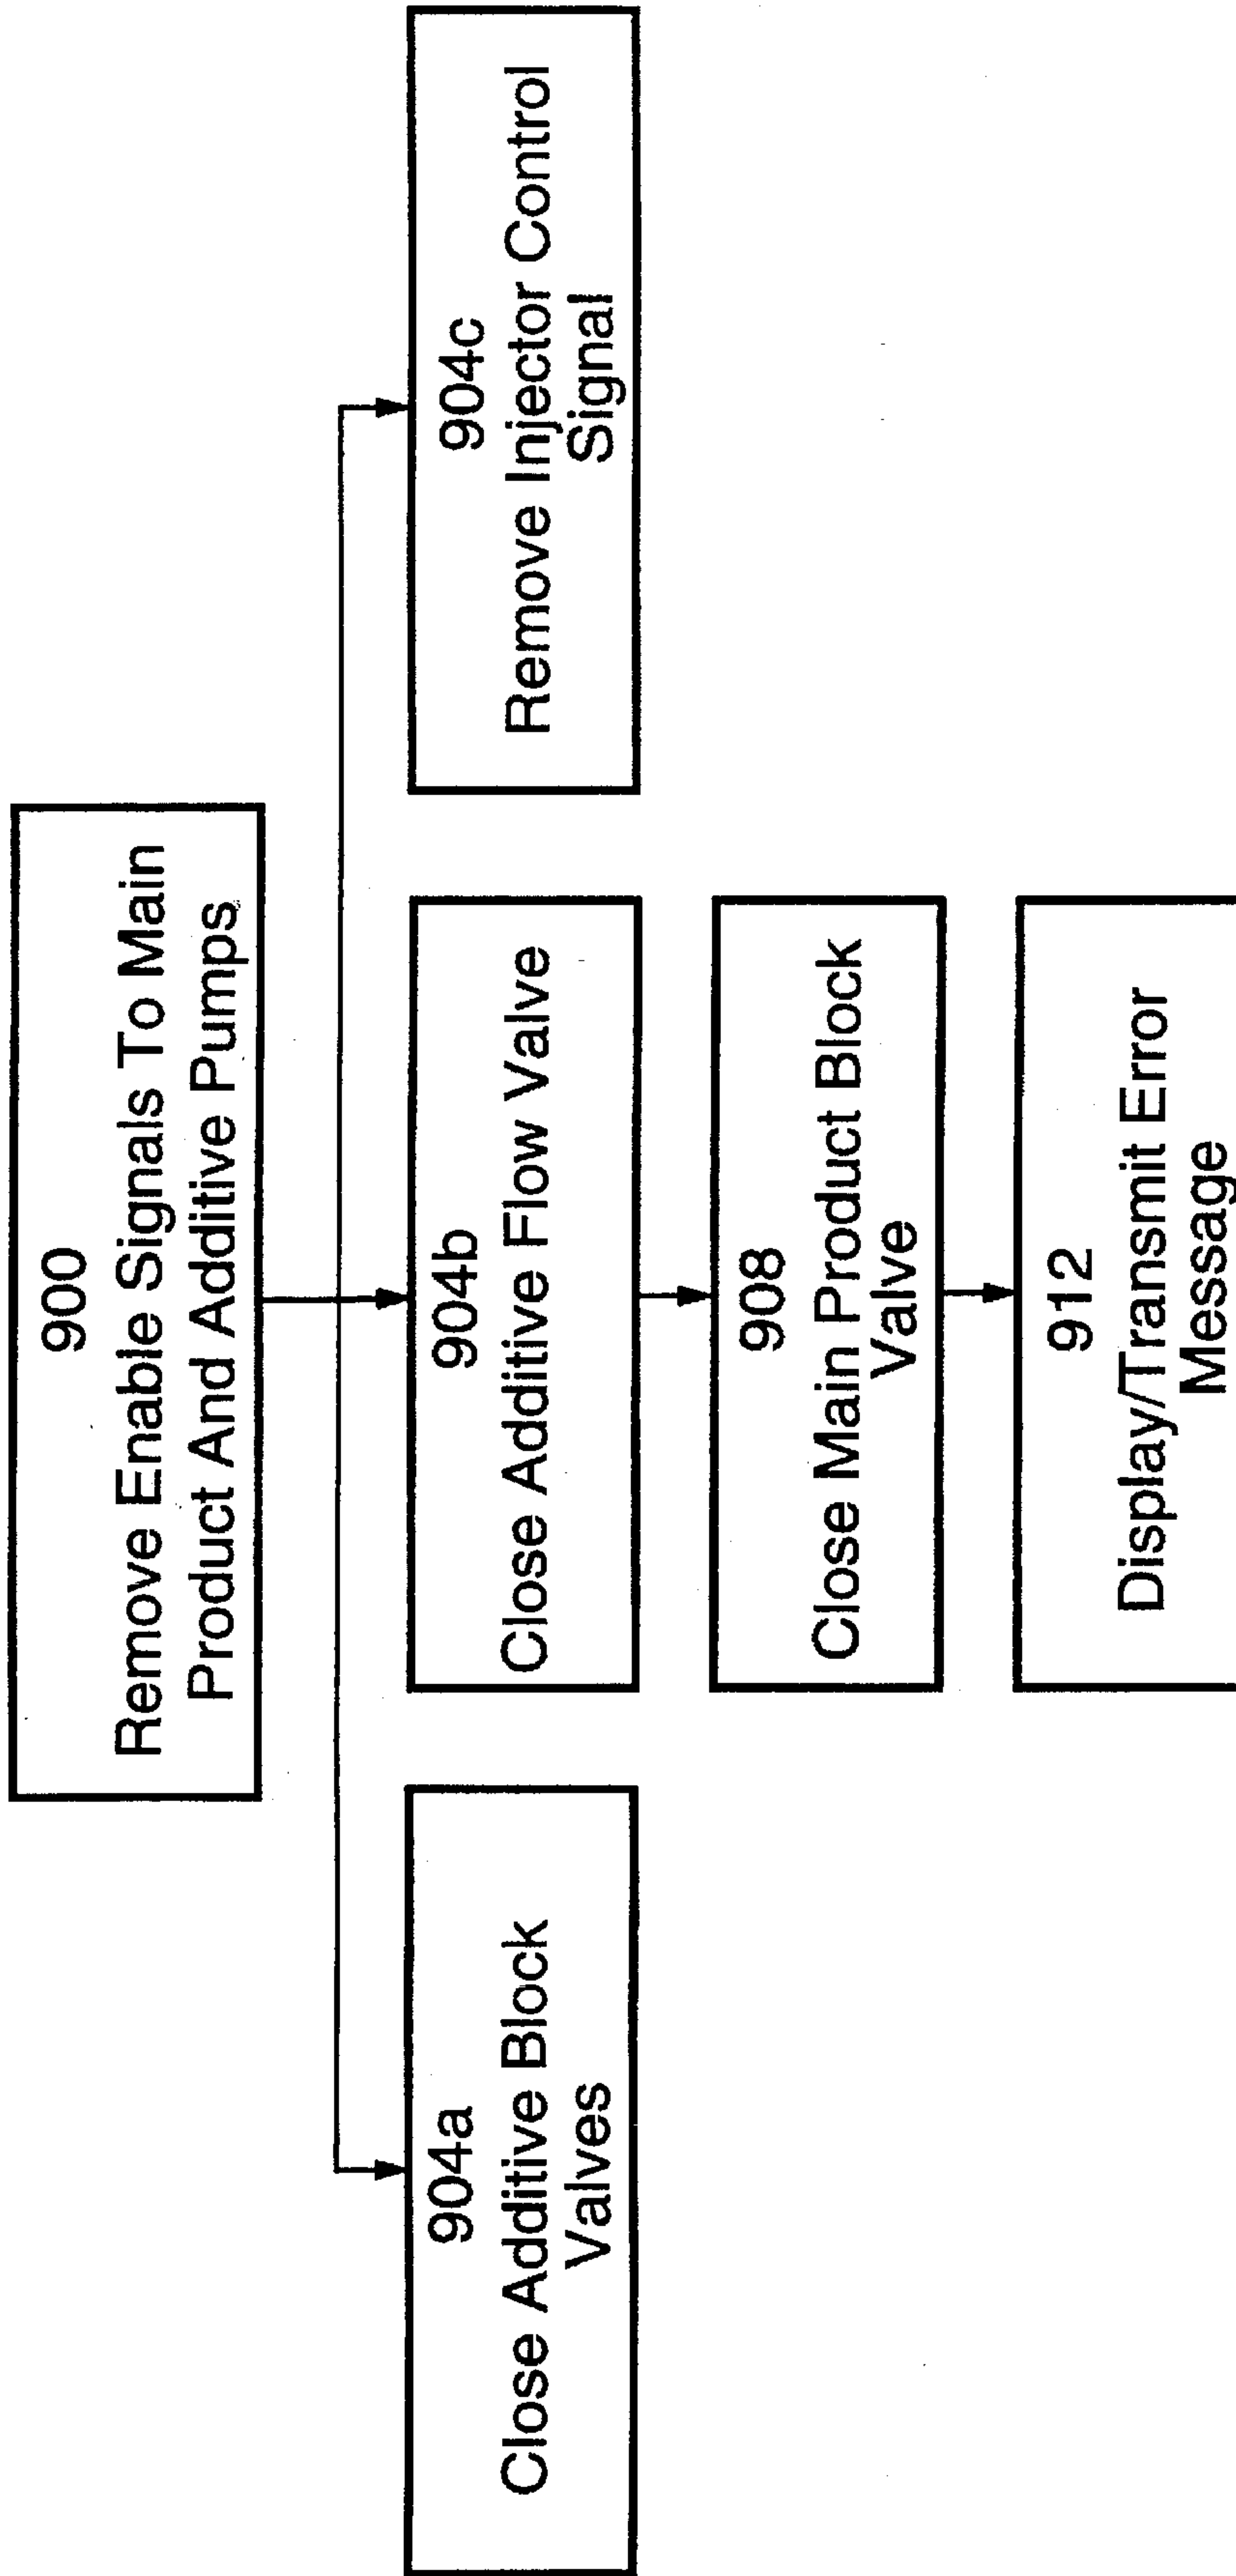 900
Remove Enable Signals To Main
Product And Additive Pumps
904a
Close Additive Block
Valves
904b
Close Additive Flow Valve
904c
Remove Injector Control
Signal
908
Close Main Product Block
Valve
912
Display/Transmit Error
Message